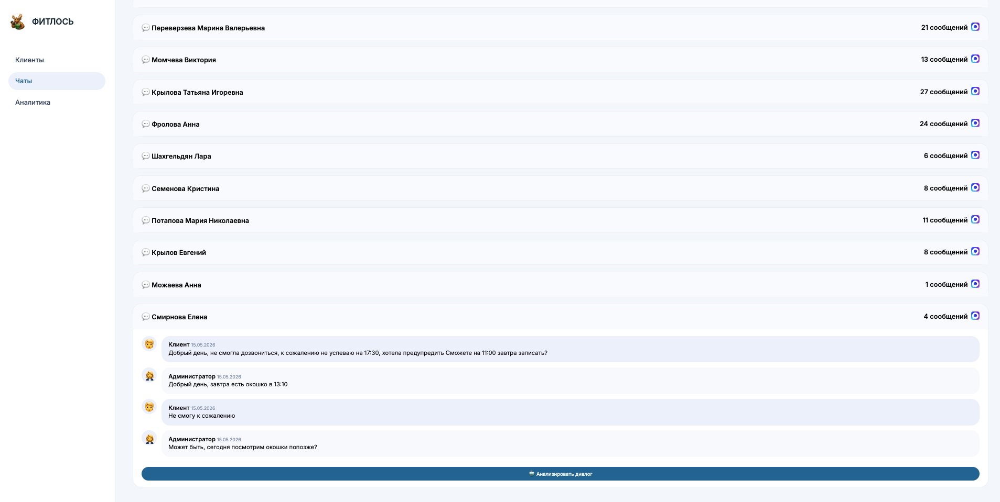 ФИТЛОСЬ
Клиенты
Чаты
Аналитика
Переверзева Марина Валерьевна 21 сообщений
Момчева Виктория 13 сообщений
Крылова Татьяна Игоревна 27 сообщений
Фролова Анна 24 сообщений
Шахгельдян Лара 6 сообщений
Семенова Кристина 8 сообщений
Потапова Мария Николаевна 11 сообщений
Крылов Евгений 8 сообщений
Можаева Анна 1 сообщений
Смирнова Елена 4 сообщений
Клиент 15.05.2026
Добрый день, не смогла дозвониться, к сожалению не успеваю на 17:30, хотела предупредить Сможете на 11:00 завтра записать?
Администратор 15.05.2026
Добрый день, завтра есть окошко в 13:10
Клиент 15.05.2026
Не смогу к сожалению
Администратор 15.05.2026
Может быть, сегодня посмотрим окошки попозже?
Анализировать диалог